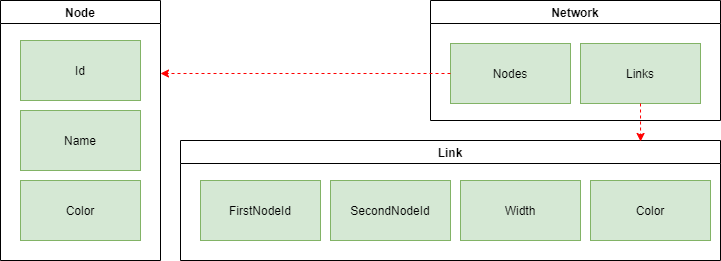 Node
Id
Name
Color
Network
Nodes
Links
Link
FirstNodeId
SecondNodeId
Width
Color